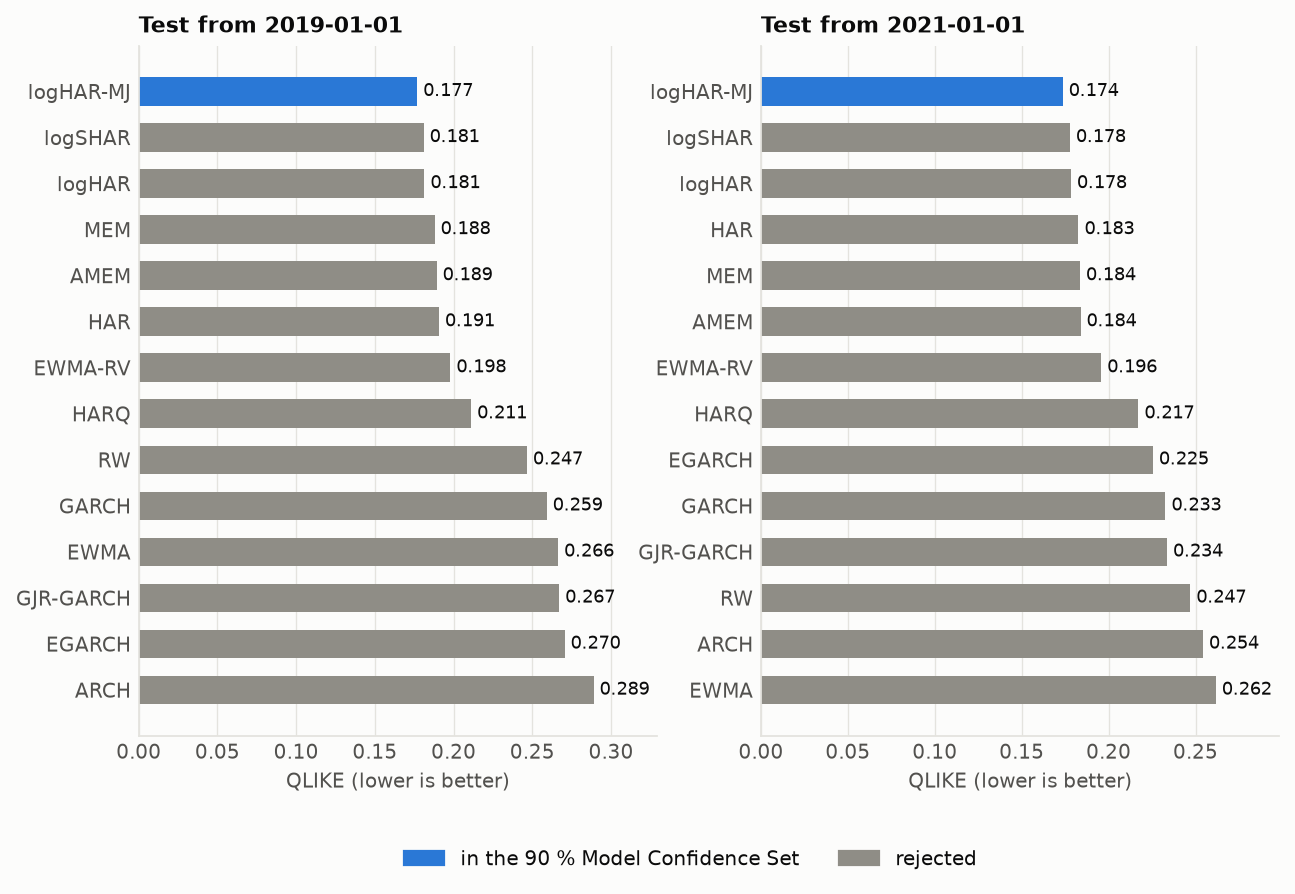 Test from 2019-01-01
logHAR-MJ 0.177
logSHAR 0.181
logHAR 0.181
MEM 0.188
AMEM 0.189
HAR 0.191
EWMA-RV 0.198
HARQ 0.211
RW 0.247
GARCH 0.259
EWMA 0.266
GJR-GARCH 0.267
EGARCH 0.270
ARCH 0.289
0.00 0.05 0.10 0.15 0.20 0.25 0.30
QLIKE (lower is better)
Test from 2021-01-01
logHAR-MJ 0.174
logSHAR 0.178
logHAR 0.178
HAR 0.183
MEM 0.184
AMEM 0.184
EWMA-RV 0.196
HARQ 0.217
EGARCH 0.225
GARCH 0.233
GJR-GARCH 0.234
RW 0.247
ARCH 0.254
EWMA 0.262
0.00 0.05 0.10 0.15 0.20 0.25
QLIKE (lower is better)
in the 90 % Model Confidence Set rejected